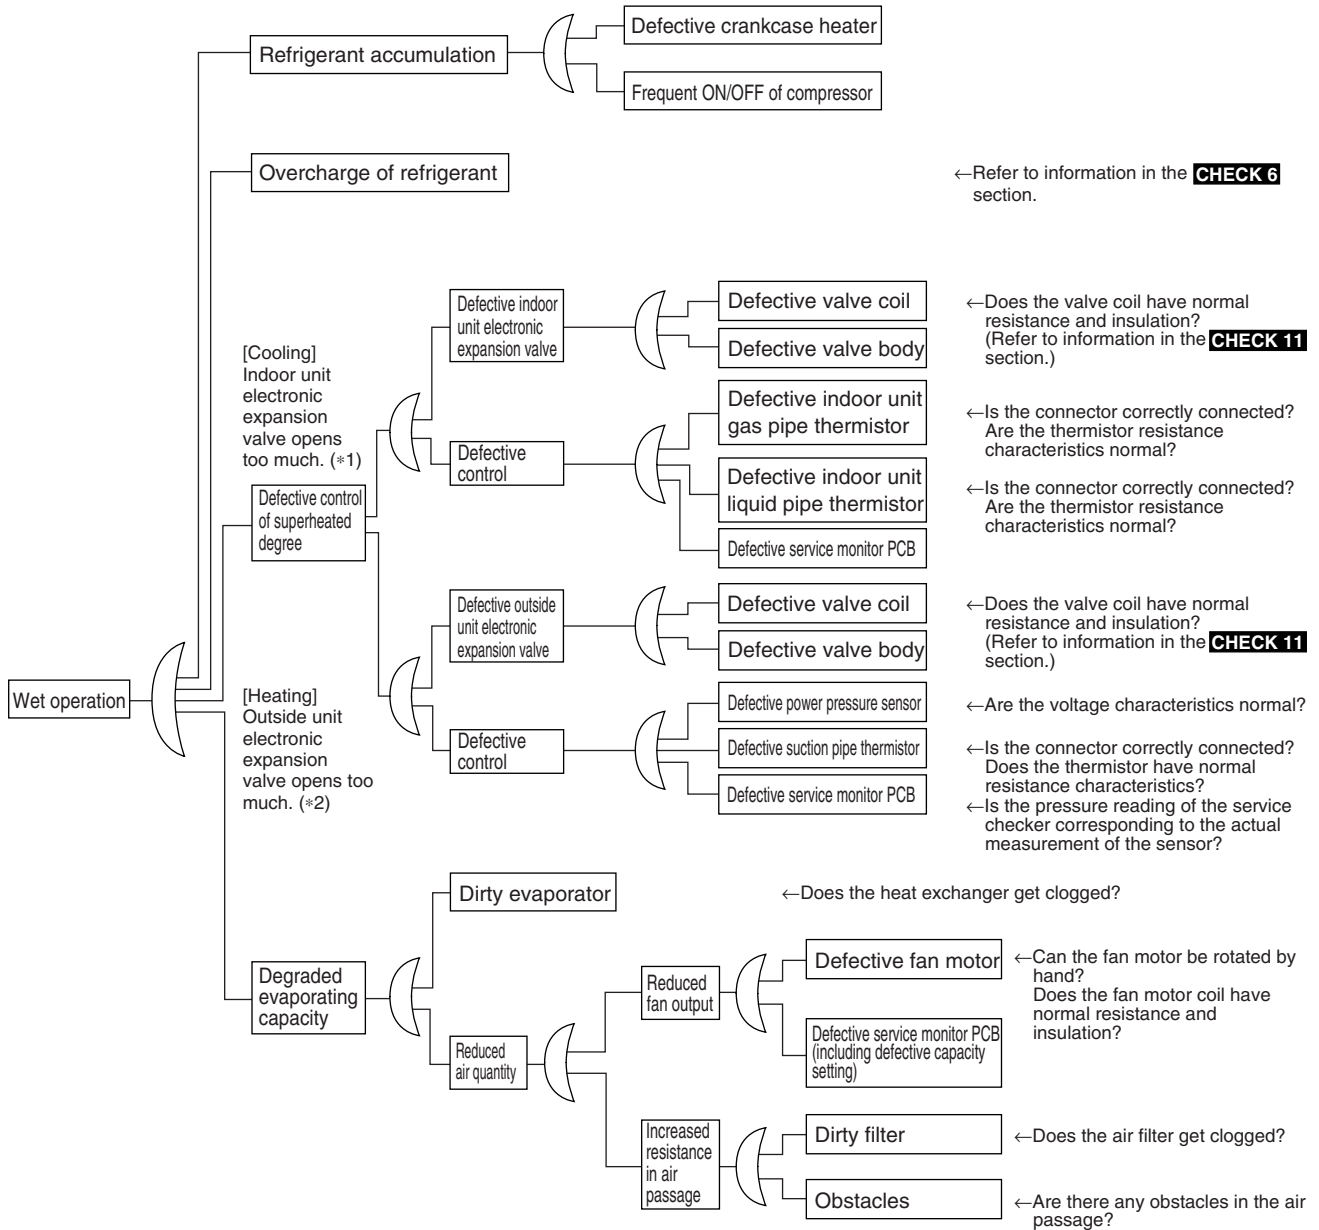 Defective crankcase heater
Refrigerant accumulation
Frequent ON/OFF of compressor
Overcharge of refrigerant
←Refer to information in the CHECK 6
section.
[Cooling]
Indoor unit
electronic
expansion
valve opens
too much. (*1)
Defective indoor
unit electronic
expansion valve
Defective valve coil
Defective valve body
←Does the valve coil have normal
resistance and insulation?
(Refer to information in the CHECK 11
section.)
Defective
control
Defective indoor unit
gas pipe thermistor
←Is the connector correctly connected?
Are the thermistor resistance
characteristics normal?
Defective indoor unit
liquid pipe thermistor
←Is the connector correctly connected?
Are the thermistor resistance
characteristics normal?
Defective service monitor PCB
Defective control
of superheated
degree
Defective outside
unit electronic
expansion valve
Defective valve coil
Defective valve body
←Does the valve coil have normal
resistance and insulation?
(Refer to information in the CHECK 11
section.)
Wet operation
[Heating]
Outside unit
electronic
expansion
valve opens too
much. (*2)
Defective
control
Defective power pressure sensor
←Are the voltage characteristics normal?
Defective suction pipe thermistor
←Is the connector correctly connected?
Does the thermistor have normal
resistance characteristics?
Defective service monitor PCB
←Is the pressure reading of the service
checker corresponding to the actual
measurement of the sensor?
Dirty evaporator
←Does the heat exchanger get clogged?
Degraded
evaporating
capacity
Reduced
air quantity
Reduced
fan output
Defective fan motor
←Can the fan motor be rotated by
hand?
Does the fan motor coil have
normal resistance and
insulation?
Defective service monitor PCB
(including defective capacity
setting)
Increased
resistance
in air
passage
Dirty filter
←Does the air filter get clogged?
Obstacles
←Are there any obstacles in the air
passage?